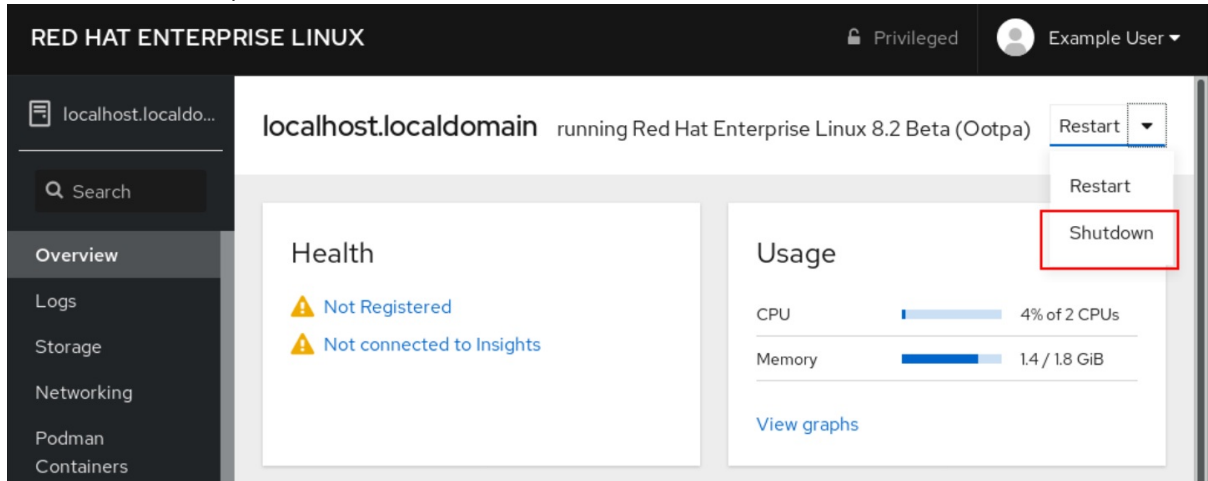 RED HAT ENTERPRISE LINUX
Privileged
Example User
localhost.localdo...
localhost.localdomain running Red Hat Enterprise Linux 8.2 Beta (Ootpa)
Restart
Restart
Shutdown
Search
Overview
Logs
Storage
Networking
Podman
Containers
Health
Not Registered
Not connected to Insights
Usage
CPU 4% of 2 CPUs
Memory 1.4 / 1.8 GiB
View graphs